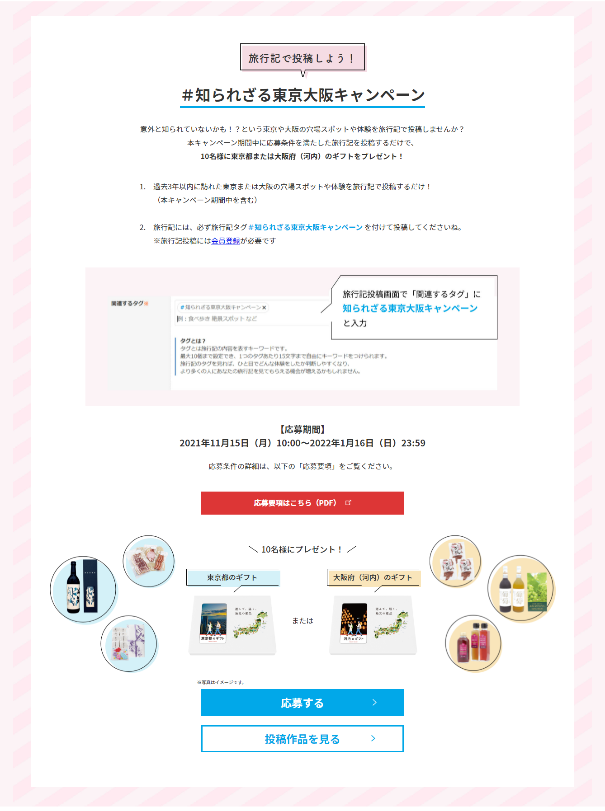 旅行記で投稿しよう！
＃知られざる東京大阪キャンペーン
意外と知られていないかも！？という東京や大阪の穴場スポットや体験を旅行記で投稿しませんか？
本キャンペーン期間中に応募条件を満たした旅行記を投稿するだけで、
10名様に東京都または大阪府（河内）のギフトをプレゼント！
1. 過去3年以内に訪れた東京または大阪の穴場スポットや体験を旅行記で投稿するだけ！
（本キャンペーン期間中を含む）
2. 旅行記には、必ず旅行記タグ＃知られざる東京大阪キャンペーン を付けて投稿してくださいね。
※旅行記投稿には会員登録が必要です
旅行記投稿画面で「関連するタグ」に
知られざる東京大阪キャンペーン
と入力
関連するタグ※
＃知られざる東京大阪キャンペーン ×
例：食べ歩き 絶景スポット など
タグとは？
タグとは旅行記の内容を表すキーワードです。
最大10個まで設定でき、1つのタグあたり15文字まで自由にキーワードをつけられます。
旅行記のタグを見れば、ひと目でどんな体験をしたか判断しやすくなり、
より多くの人にあなたの旅行記を見てもらえる機会が増えるかもしれません。
【応募期間】
2021年11月15日（月）10:00～2022年1月16日（日）23:59
応募条件の詳細は、以下の「応募要項」をご覧ください。
応募要項はこちら（PDF）
＼ 10名様にプレゼント！ ／
東京都のギフト
大阪府（河内）のギフト
または
※写真はイメージです。
応募する
投稿作品を見る